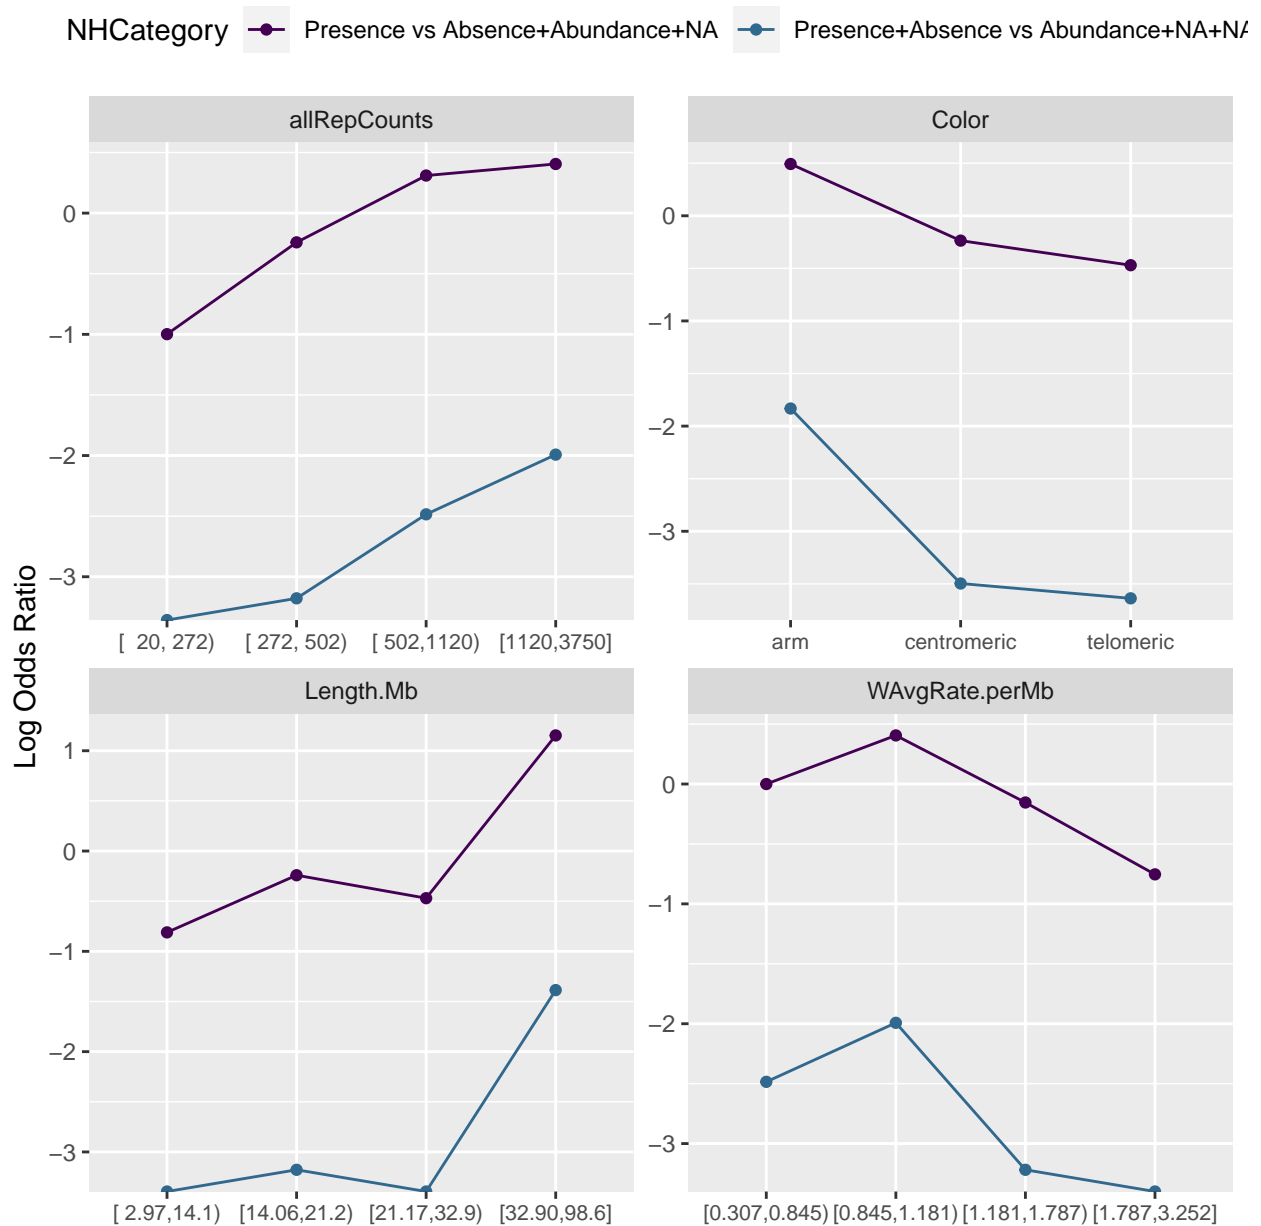 NHCategory Presence vs Absence+Abundance+NA Presence+Absence vs Abundance+NA+NA
allRepCounts Color
0
−1
−2
−3
0
−1
−2
−3
[ 20, 272) [ 272, 502) [ 502,1120) [1120,3750]
arm centromeric telomeric
Log Odds Ratio
Length.Mb WAvgRate.perMb
1
0
−1
−2
−3
0
−1
−2
−3
[ 2.97,14.1) [14.06,21.2) [21.17,32.9) [32.90,98.6]
[0.307,0.845) [0.845,1.181) [1.181,1.787) [1.787,3.252]